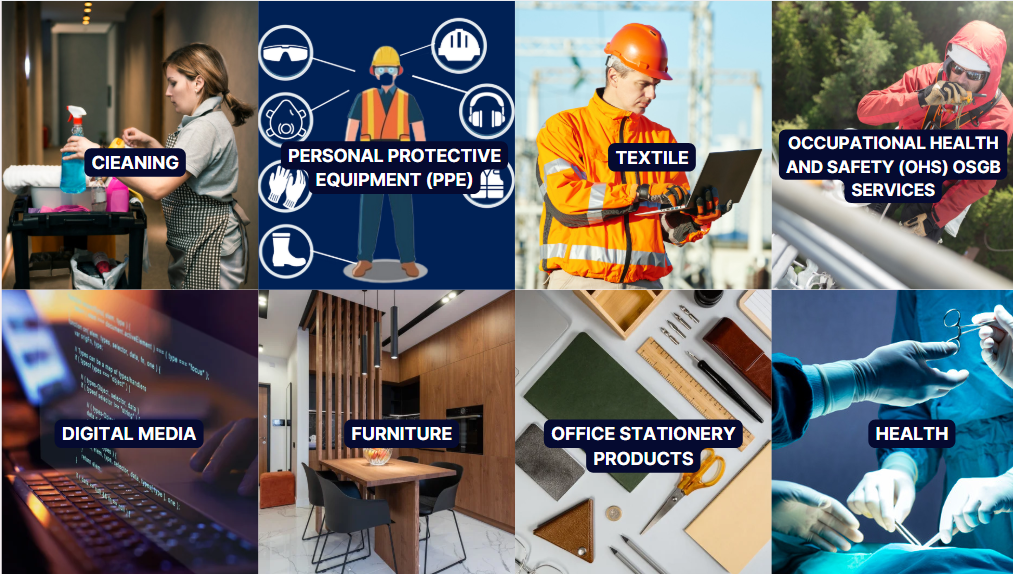 ClEANING
PERSONAL PROTECTIVE
EQUIPMENT (PPE)
TEXTILE
OCCUPATIONAL HEALTH
AND SAFETY (OHS) OSGB
SERVICES
DIGITAL MEDIA
FURNITURE
OFFICE STATIONERY
PRODUCTS
HEALTH